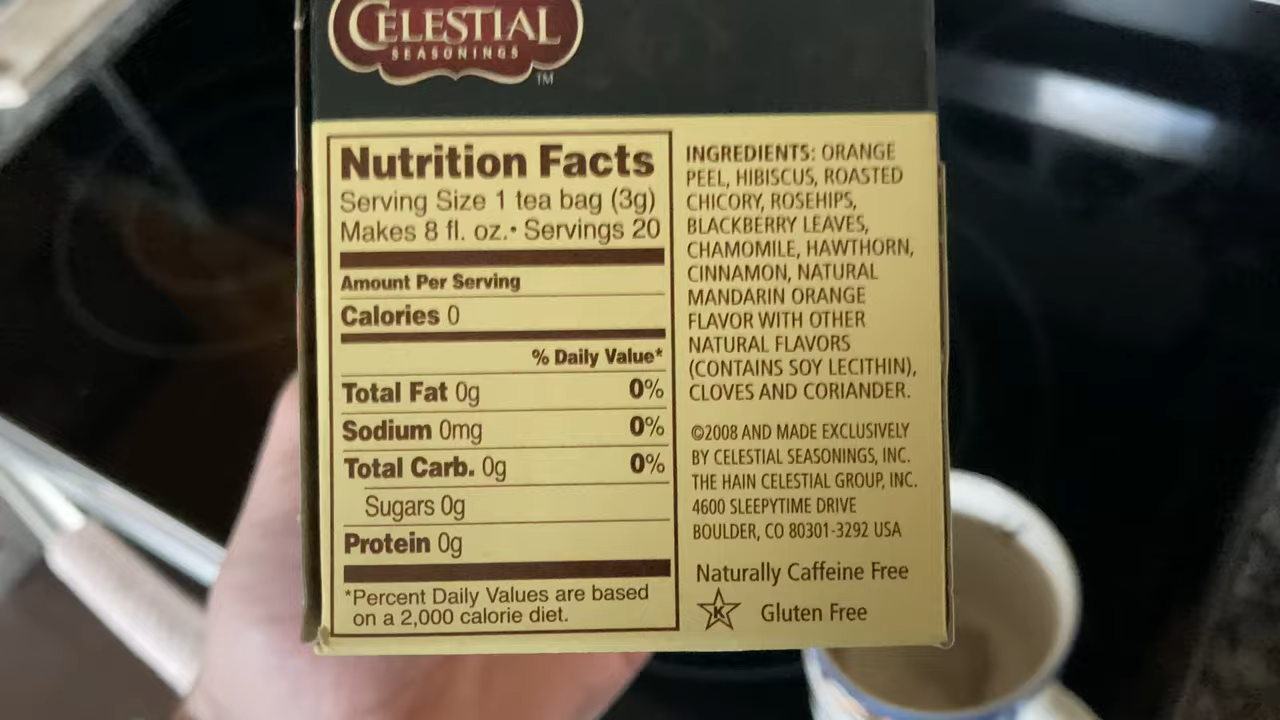 CELESTIAL
SEASONINGS
TM
Nutrition Facts
Serving Size 1 tea bag (3g)
Makes 8 fl. oz.• Servings 20
Amount Per Serving
Calories 0
% Daily Value*
Total Fat 0g 0%
Sodium 0mg 0%
Total Carb. 0g 0%
Sugars 0g
Protein 0g
*Percent Daily Values are based
on a 2,000 calorie diet.
INGREDIENTS: ORANGE
PEEL, HIBISCUS, ROASTED
CHICORY, ROSEHIPS,
BLACKBERRY LEAVES,
CHAMOMILE, HAWTHORN,
CINNAMON, NATURAL
MANDARIN ORANGE
FLAVOR WITH OTHER
NATURAL FLAVORS
(CONTAINS SOY LECITHIN),
CLOVES AND CORIANDER.
©2008 AND MADE EXCLUSIVELY
BY CELESTIAL SEASONINGS, INC.
THE HAIN CELESTIAL GROUP, INC.
4600 SLEEPYTIME DRIVE
BOULDER, CO 80301-3292 USA
Naturally Caffeine Free
K Gluten Free